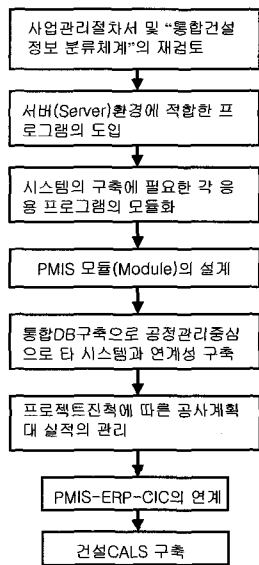 사업관리절차서 및 “통합건설
정보 분류체계”의 재검토
서버(Server)환경에 적합한 프
로그램의 도입
시스템의 구축에 필요한 각 응
용 프로그램의 모듈화
PMIS 모듈(Module)의 설계
통합DB구축으로 공정관리중심
으로 타 시스템과 연계성 구축
프로젝트진척에 따른 공사계획
대 실적의 관리
PMIS-ERP-CIC의 연계
건설CALS 구축